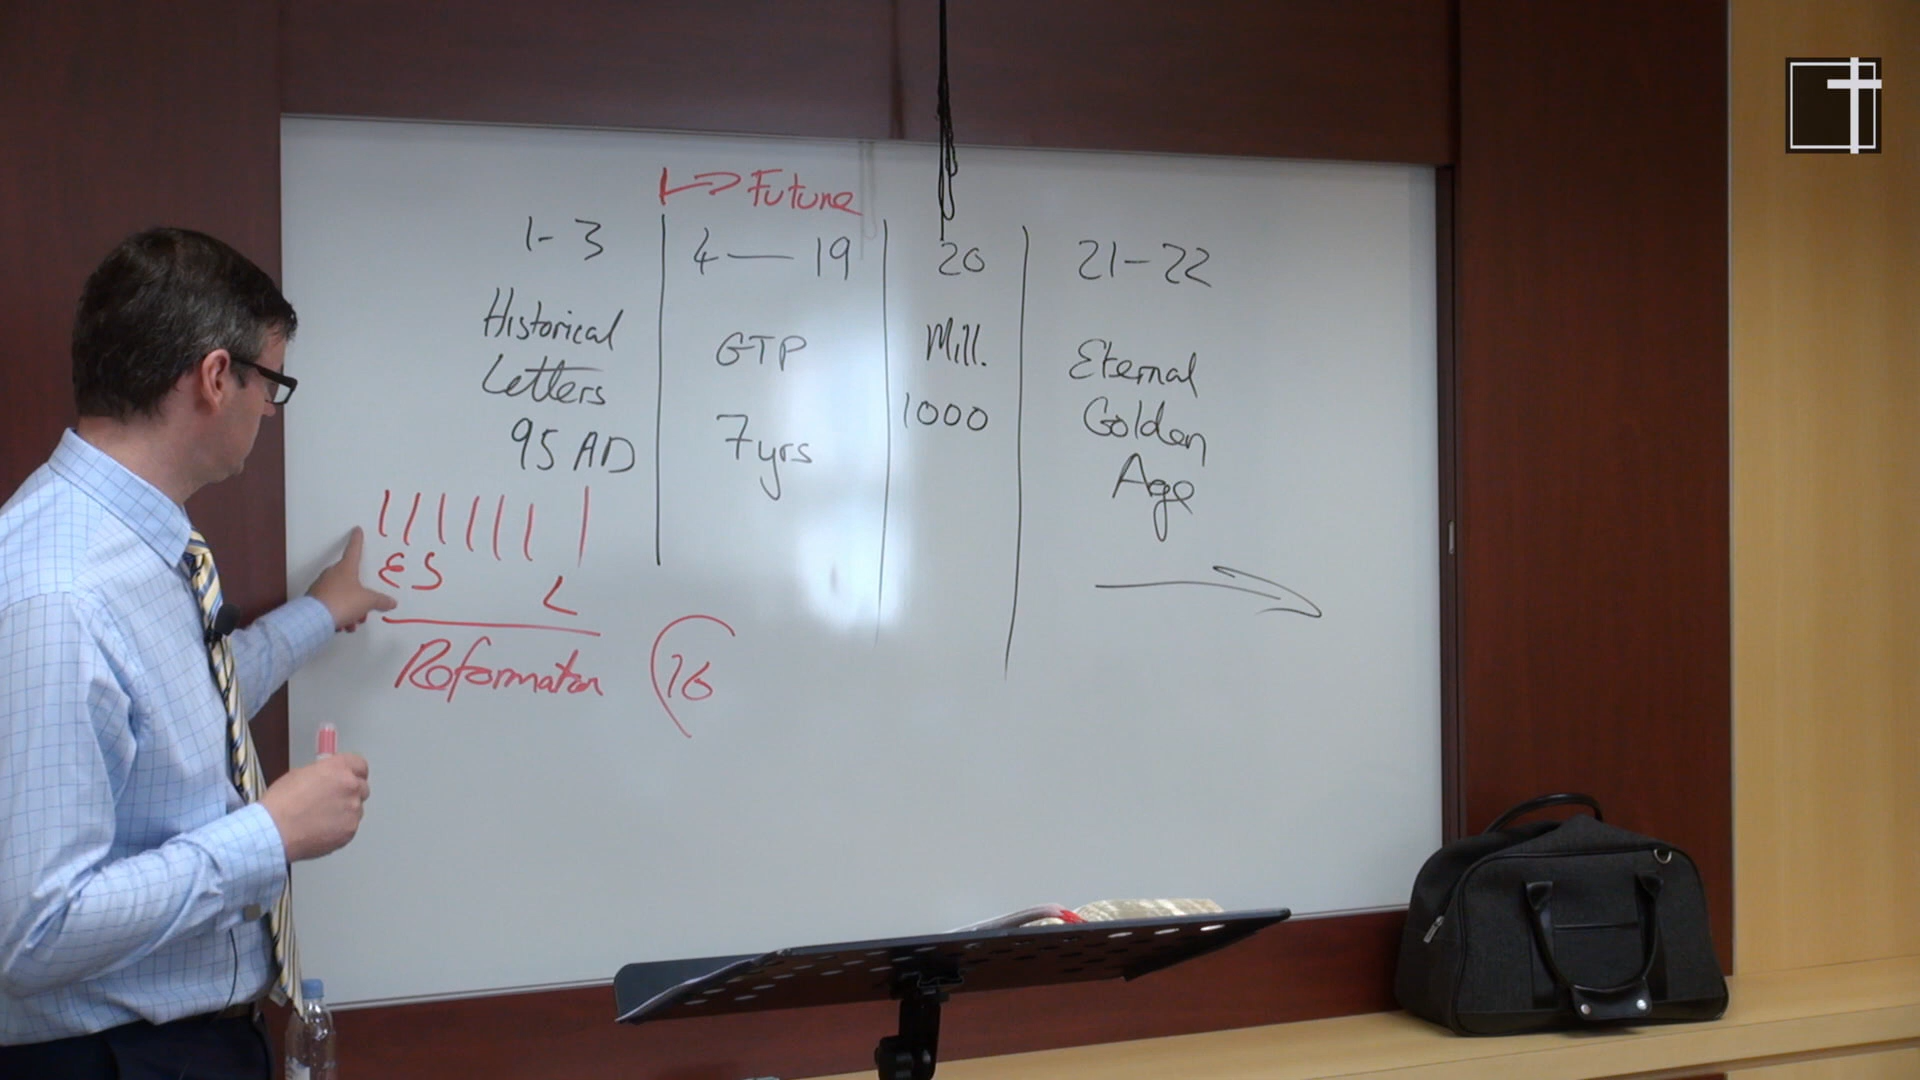 Future
1-3 4 — 19 20 21-22
Historical
Letters
95 AD
GTP
7yrs
Mill.
1000
Eternal
Golden
Age
E S L
Reformation (16